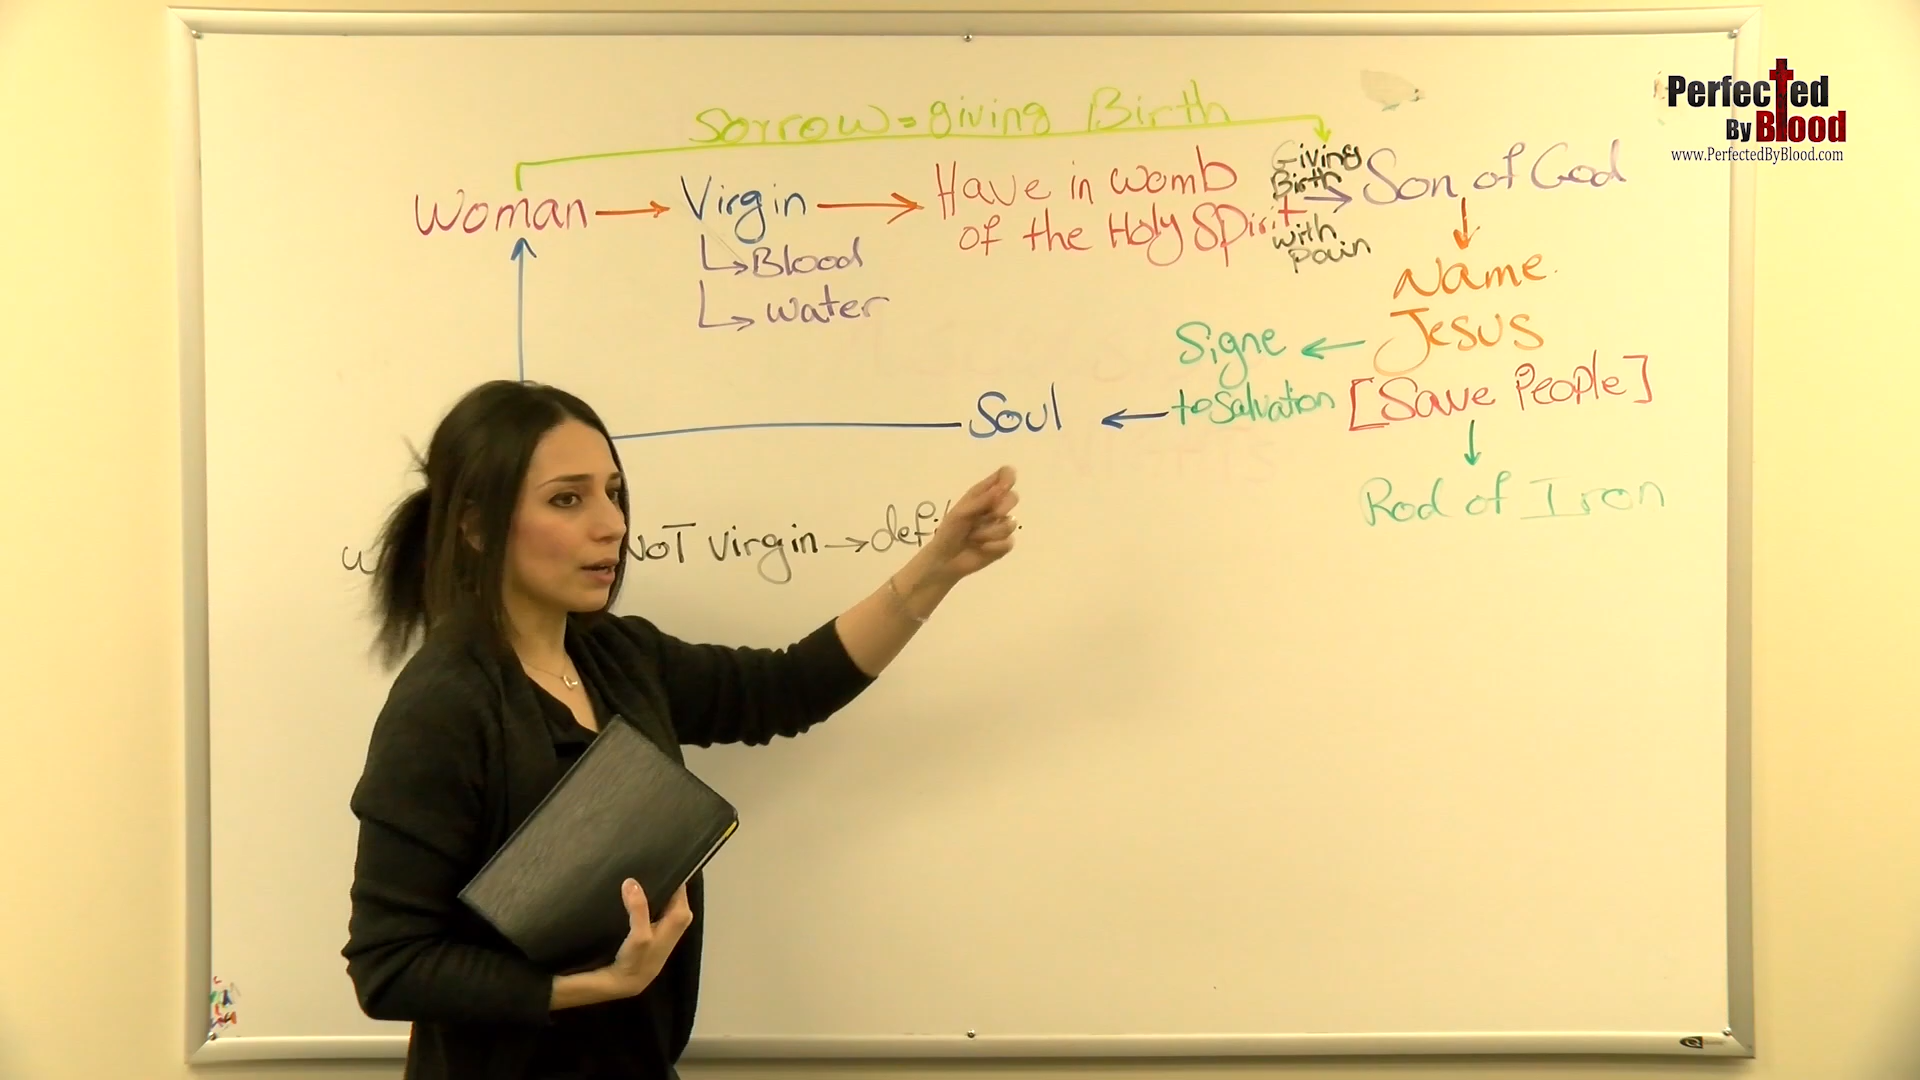 Perfected
By Blood
www.PerfectedByBlood.com
Sorrow = giving Birth
Woman → Virgin → Have in womb
of the Holy Spirit
Giving
Birth
with
pain
→ Son of God
↳ Blood
↳ water
Name
Jesus
Signe ←
[Save People]
Soul ← to Salvation
Rod of Iron
NOT virgin →